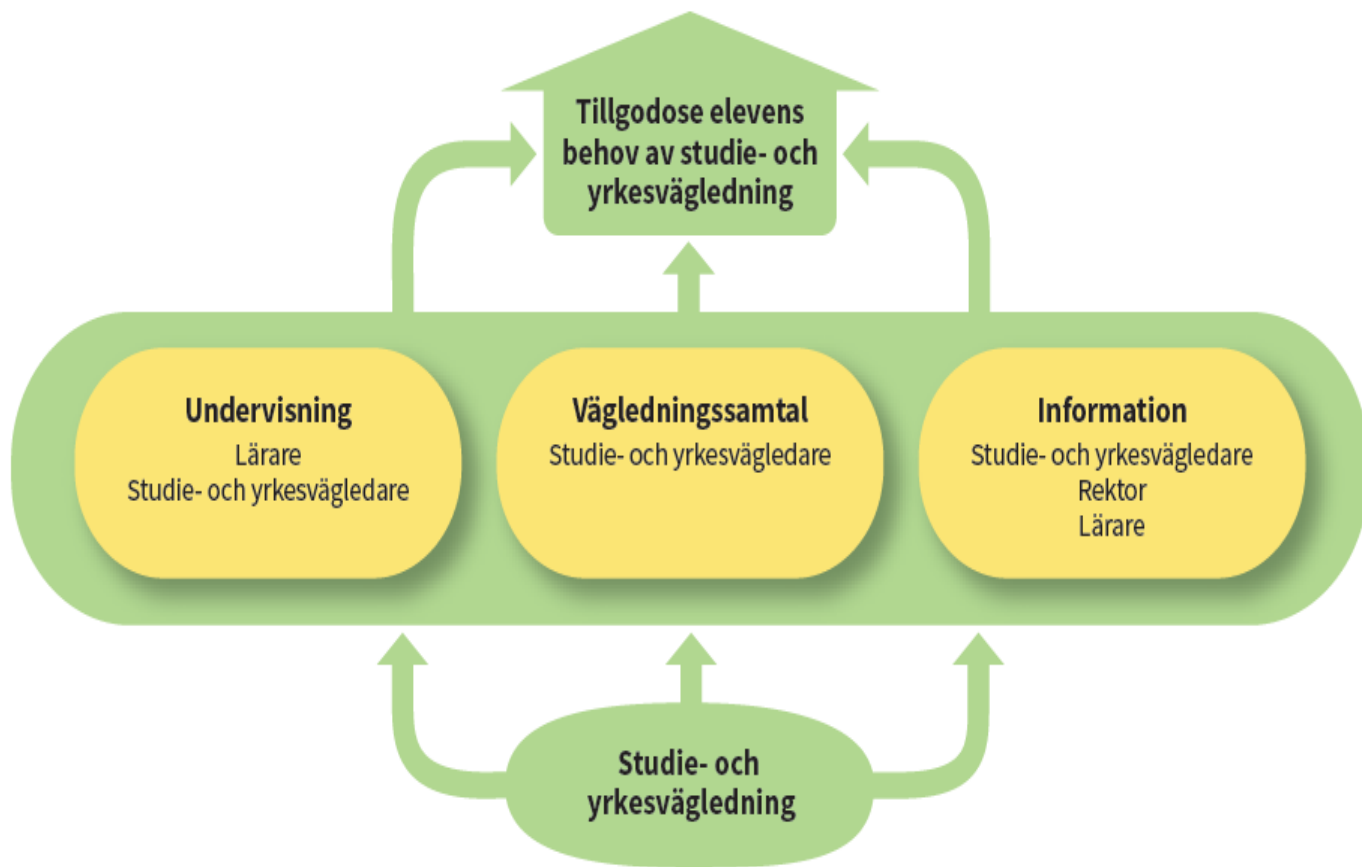 Tillgodose elevens
behov av studie- och
yrkesvägledning
Undervisning
Lärare
Studie- och yrkesvägledare
Vägledningssamtal
Studie- och yrkesvägledare
Information
Studie- och yrkesvägledare
Rektor
Lärare
Studie- och
yrkesvägledning